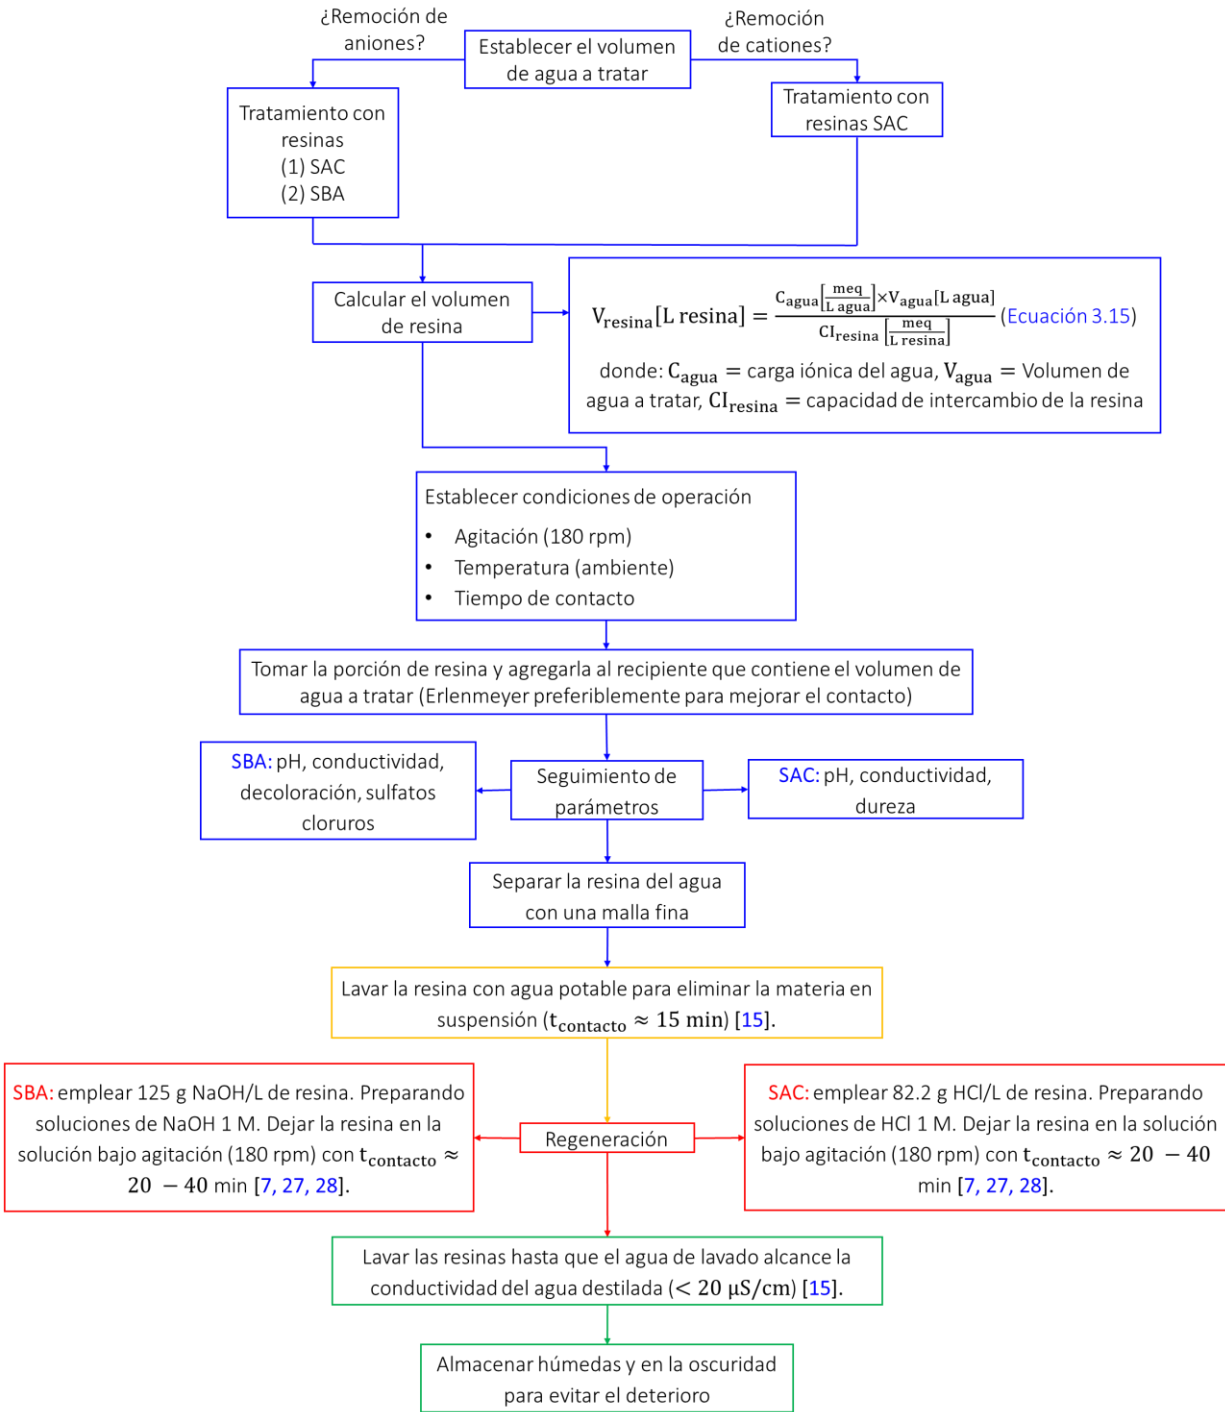 ¿Remoción de
aniones?
Establecer el volumen
de agua a tratar
¿Remoción
de cationes?
Tratamiento con
resinas
(1) SAC
(2) SBA
Tratamiento con
resinas SAC
Calcular el volumen
de resina
V_resina[L resina] = C_agua[meq/L agua]×V_agua[L agua] / CI_resina[meq/L resina] (Ecuación 3.15)
donde: C_agua = carga iónica del agua, V_agua = Volumen de
agua a tratar, CI_resina = capacidad de intercambio de la resina
Establecer condiciones de operación
• Agitación (180 rpm)
• Temperatura (ambiente)
• Tiempo de contacto
Tomar la porción de resina y agregarla al recipiente que contiene el volumen de
agua a tratar (Erlenmeyer preferiblemente para mejorar el contacto)
SBA: pH, conductividad,
decoloración, sulfatos
cloruros
Seguimiento de
parámetros
SAC: pH, conductividad,
dureza
Separar la resina del agua
con una malla fina
Lavar la resina con agua potable para eliminar la materia en
suspensión (t_contacto ≈ 15 min) [15].
SBA: emplear 125 g NaOH/L de resina. Preparando
soluciones de NaOH 1 M. Dejar la resina en la
solución bajo agitación (180 rpm) con t_contacto ≈
20 − 40 min [7, 27, 28].
Regeneración
SAC: emplear 82.2 g HCl/L de resina. Preparando
soluciones de HCl 1 M. Dejar la resina en la solución
bajo agitación (180 rpm) con t_contacto ≈ 20 − 40
min [7, 27, 28].
Lavar las resinas hasta que el agua de lavado alcance la
conductividad del agua destilada (< 20 μS/cm) [15].
Almacenar húmedas y en la oscuridad
para evitar el deterioro